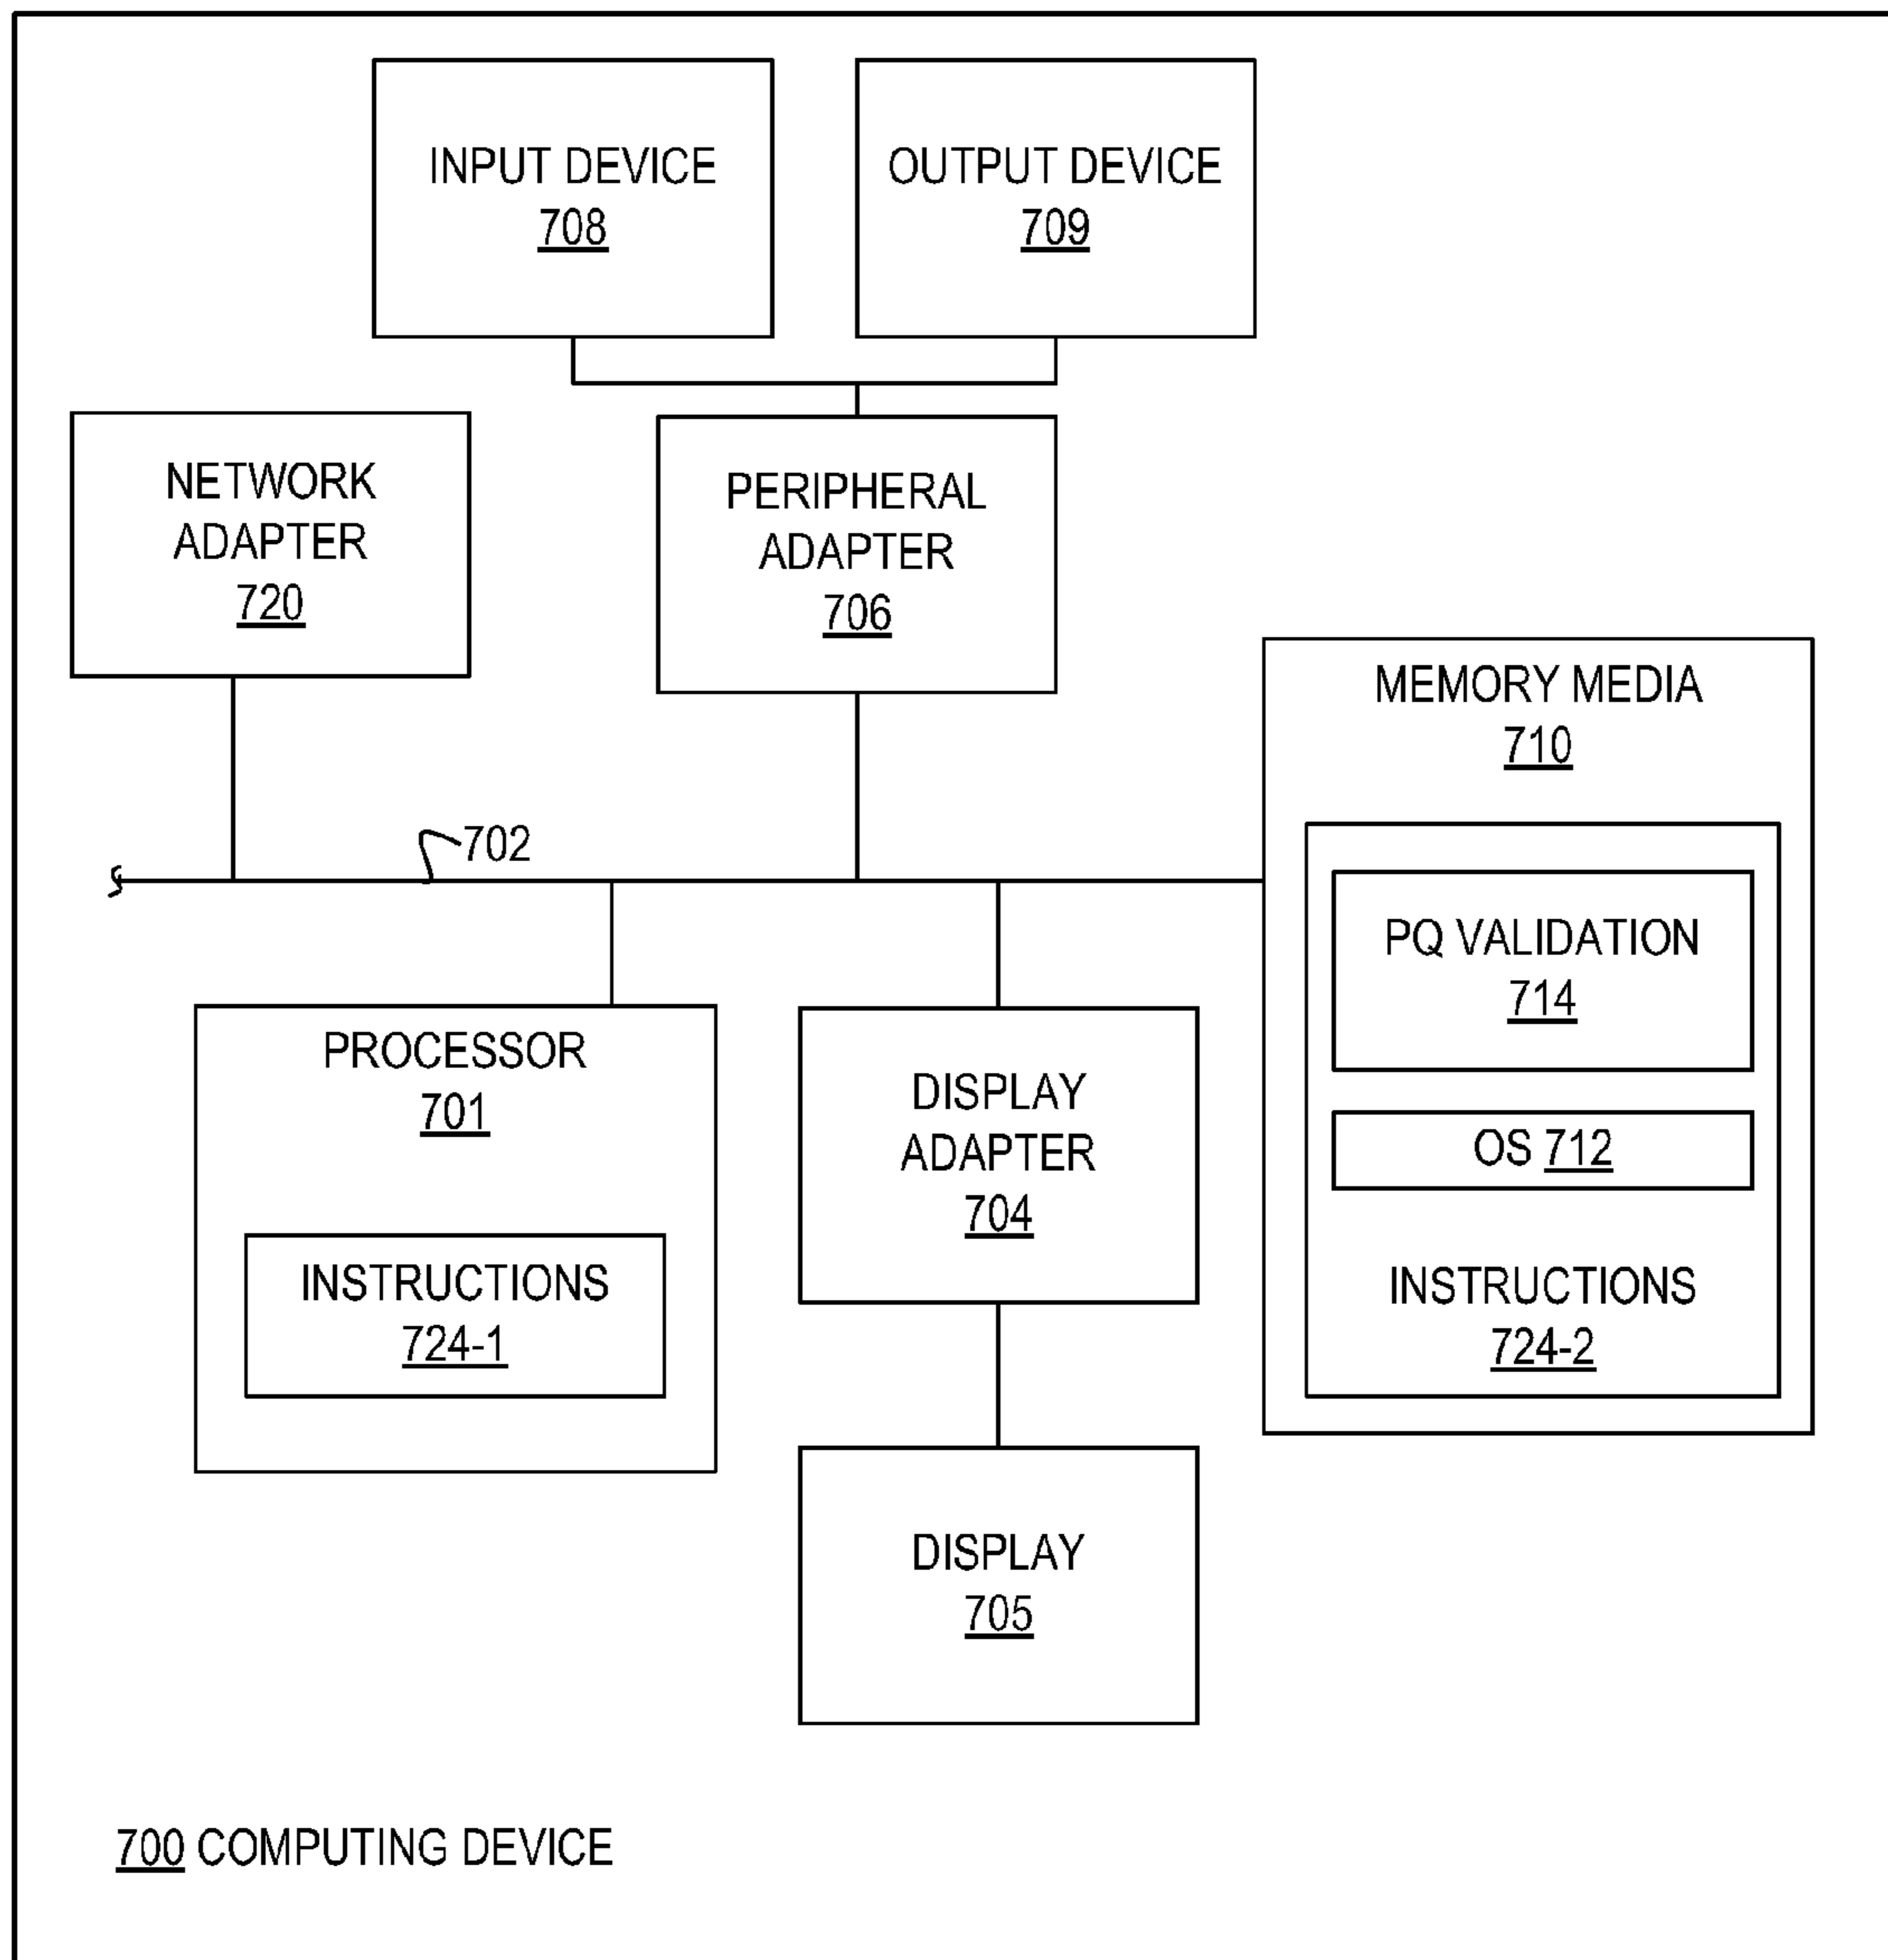 INPUT DEVICE
708
OUTPUT DEVICE
709
NETWORK
ADAPTER
720
PERIPHERAL
ADAPTER
706
MEMORY MEDIA
710
702
PQ VALIDATION
714
OS 712
INSTRUCTIONS
724-2
PROCESSOR
701
INSTRUCTIONS
724-1
DISPLAY
ADAPTER
704
DISPLAY
705
700 COMPUTING DEVICE